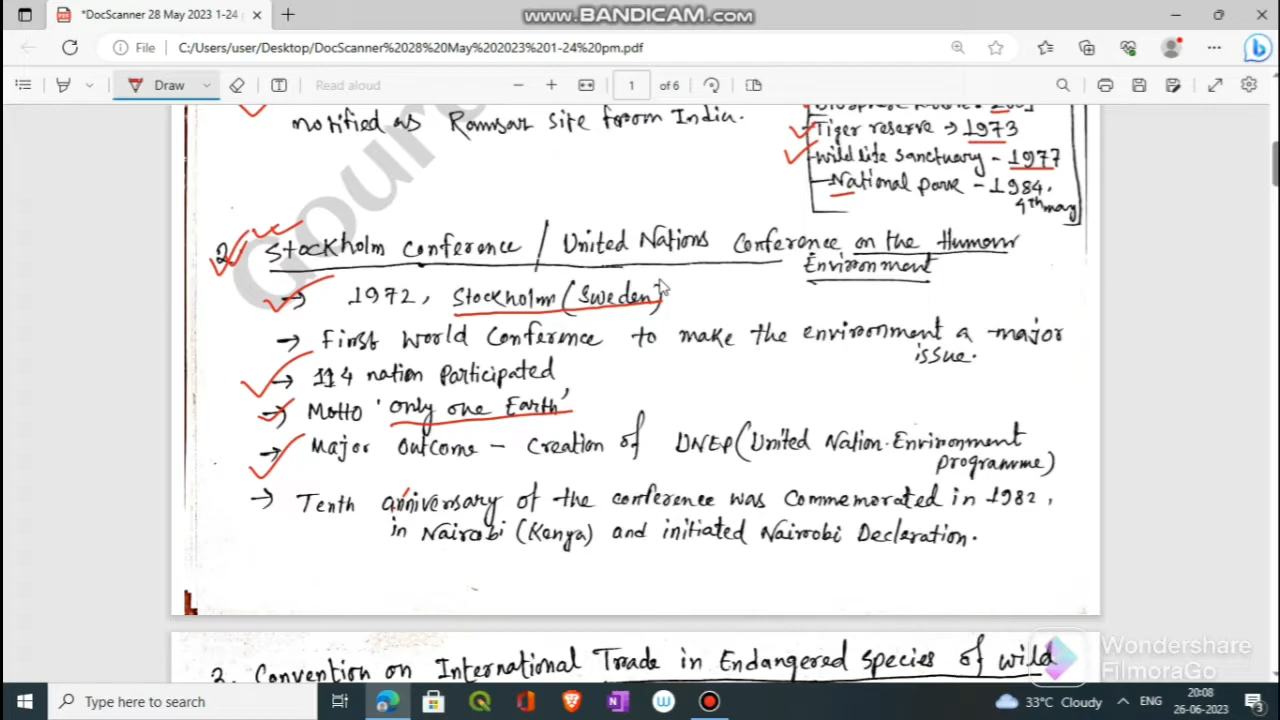 *DocScanner 28 May 2023 1-24
www.BANDICAM.com
File
C:/Users/user/Desktop/DocScanner%2028%20May%202023%201-24%20pm.pdf
Draw
Read aloud
1
of 6
notified as Ramsar site from India.
Tiger reserve → 1973
wild life sanctuary - 1977
National park - 1984,
4th may
2. Stockholm Conference / United Nations Conference on the Human
Environment
→ 1972, Stockholm (Sweden)
→ First World Conference to make the environment a major
issue.
→ 114 nation Participated
→ Motto 'only one Earth'
→ Major outcome - Creation of UNEP (United Nation Environment
programme)
→ Tenth anniversary of the conference was commemorated in 1982,
in Nairobi (Kenya) and initiated Nairobi Declaration.
3. Convention on International Trade in Endangered species of wild
Wondershare
FilmoraGo
Type here to search
33°C Cloudy
ENG
20:08
26-06-2023
3